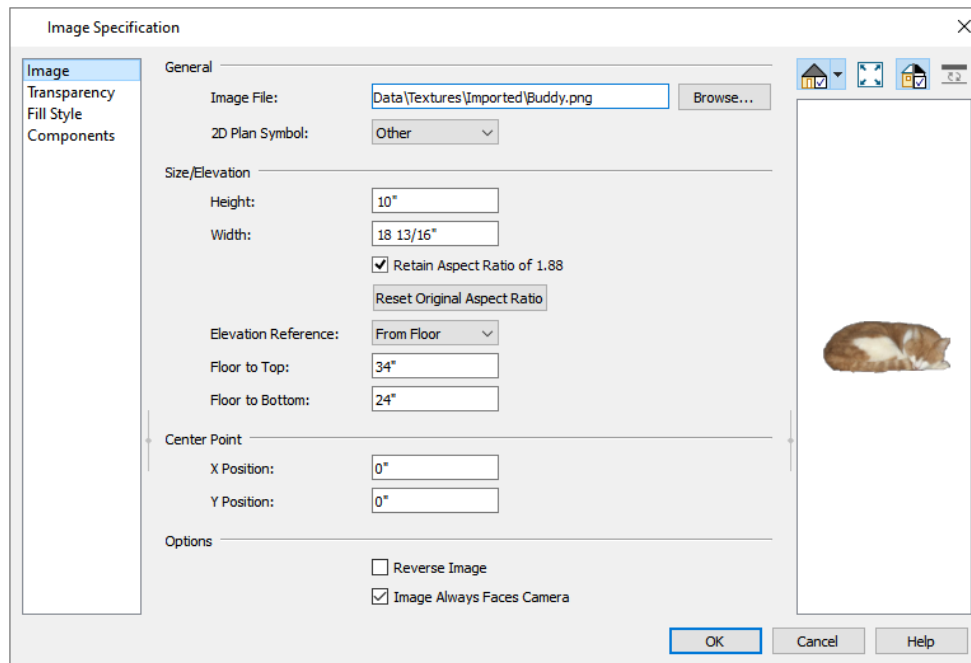 Image Specification
Image
Transparency
Fill Style
Components
General
Image File: Data\Textures\Imported\Buddy.png Browse...
2D Plan Symbol: Other
Size/Elevation
Height: 10"
Width: 18 13/16"
Retain Aspect Ratio of 1.88
Reset Original Aspect Ratio
Elevation Reference: From Floor
Floor to Top: 34"
Floor to Bottom: 24"
Center Point
X Position: 0"
Y Position: 0"
Options
Reverse Image
Image Always Faces Camera
OK Cancel Help